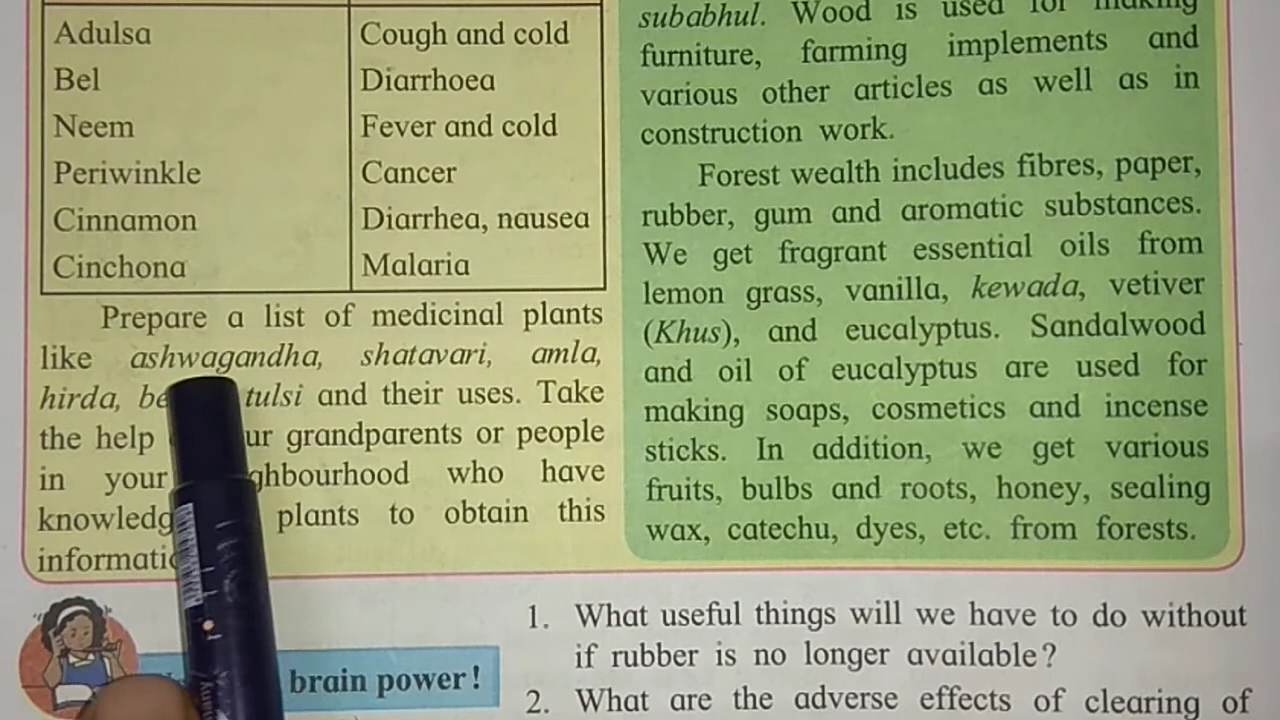 Adulsa Cough and cold
Bel Diarrhoea
Neem Fever and cold
Periwinkle Cancer
Cinnamon Diarrhea, nausea
Cinchona Malaria
Prepare a list of medicinal plants
like ashwagandha, shatavari, amla,
hirda, tulsi and their uses. Take
the help grandparents or people
in your who have
plants to obtain this
subabhul. Wood is used for making
furniture, farming implements and
various other articles as well as in
construction work.
Forest wealth includes fibres, paper,
rubber, gum and aromatic substances.
We get fragrant essential oils from
lemon grass, vanilla, kewada, vetiver
(Khus), and eucalyptus. Sandalwood
and oil of eucalyptus are used for
making soaps, cosmetics and incense
sticks. In addition, we get various
fruits, bulbs and roots, honey, sealing
wax, catechu, dyes, etc. from forests.
brain power!
1. What useful things will we have to do without
if rubber is no longer available?
2. What are the adverse effects of clearing of